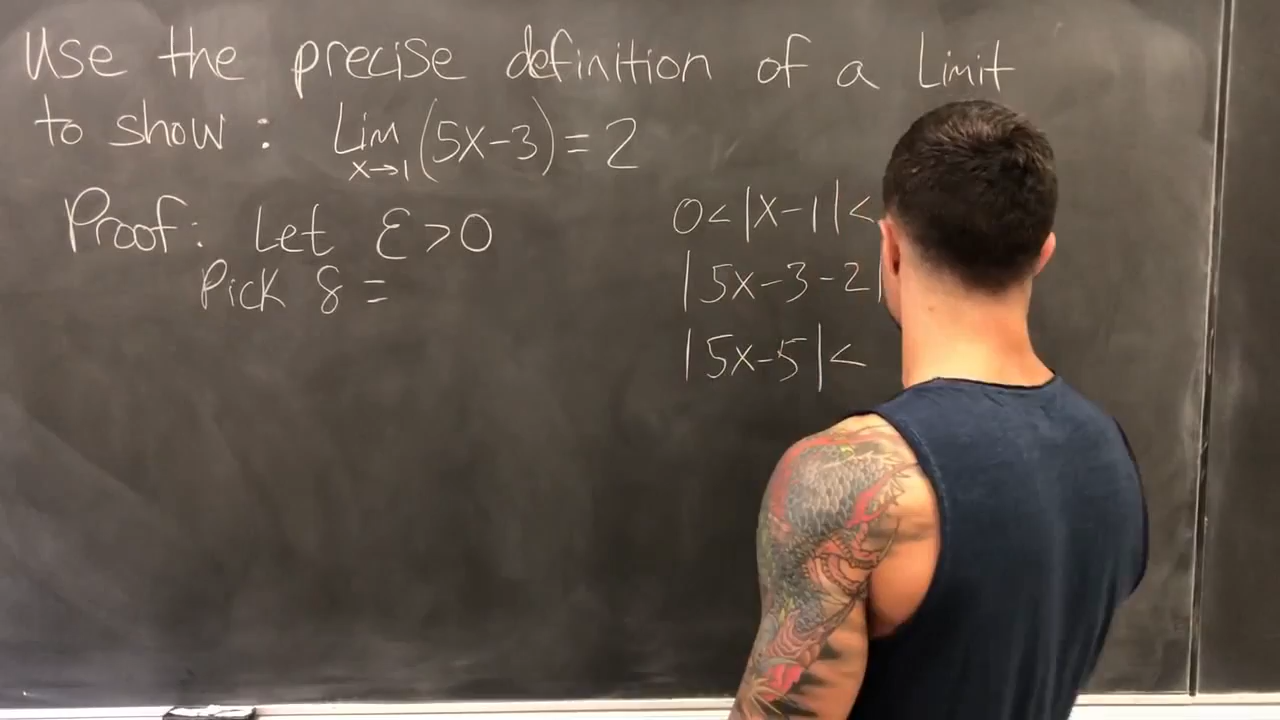 Use the precise definition of a Limit
to show: Lim x→1 (5x-3) = 2
Proof: Let ε>0
Pick δ =
0<|x-1|<
|5x-3-2|
|5x-5|<